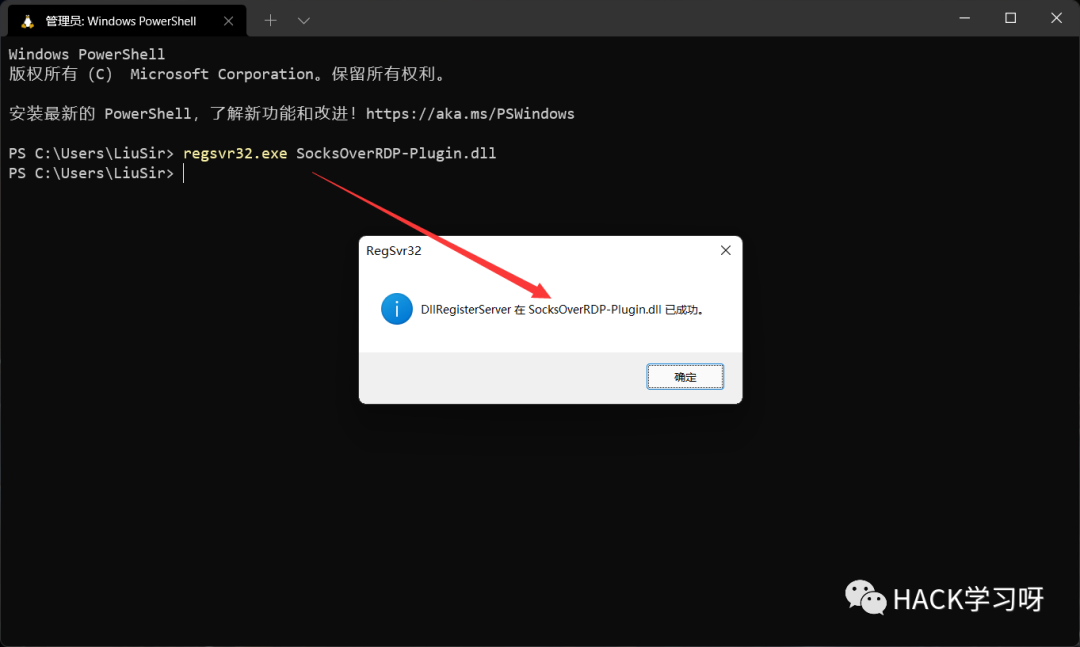 管理员: Windows PowerShell
Windows PowerShell
版权所有 (C) Microsoft Corporation。保留所有权利。
安装最新的 PowerShell，了解新功能和改进！https://aka.ms/PSWindows
PS C:\Users\LiuSir> regsvr32.exe SocksOverRDP-Plugin.dll
PS C:\Users\LiuSir>
RegSvr32
DllRegisterServer 在 SocksOverRDP-Plugin.dll 已成功。
确定
HACK学习呀